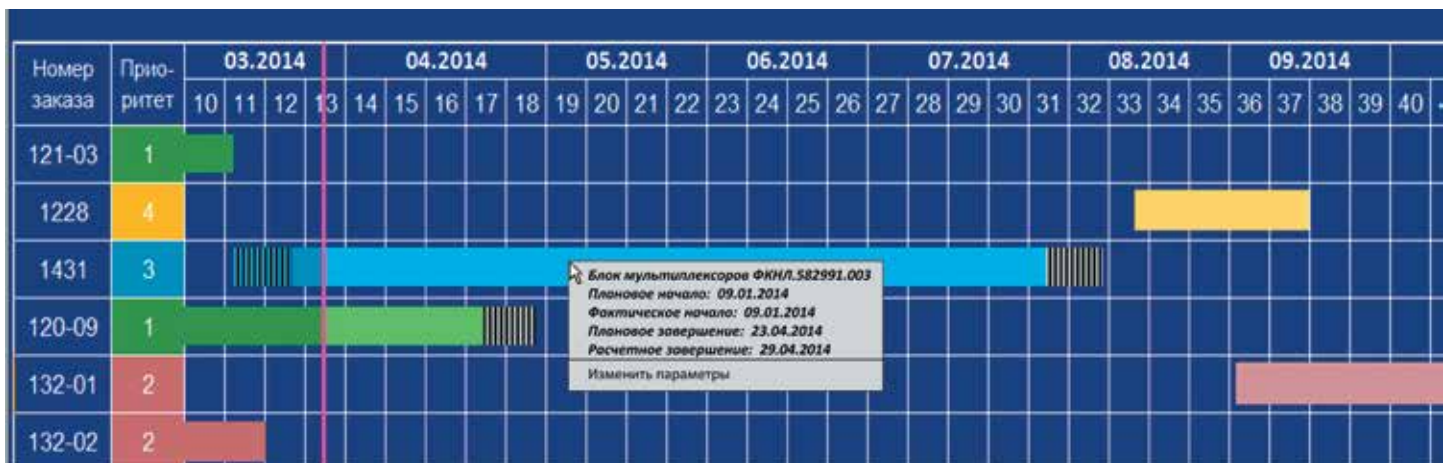 03.2014 04.2014 05.2014 06.2014 07.2014 08.2014 09.2014
Номер Прио-
заказа ритет 10 11 12 13 14 15 16 17 18 19 20 21 22 23 24 25 26 27 28 29 30 31 32 33 34 35 36 37 38 39 40
121-03 1
1228 4
1431 3
Блок мультиплексоров ФКНЛ.582991.003
Плановое начало: 09.01.2014
Фактическое начало: 09.01.2014
Плановое завершение: 23.04.2014
Расчетное завершение: 29.04.2014
Изменить параметры
120-09 1
132-01 2
132-02 2